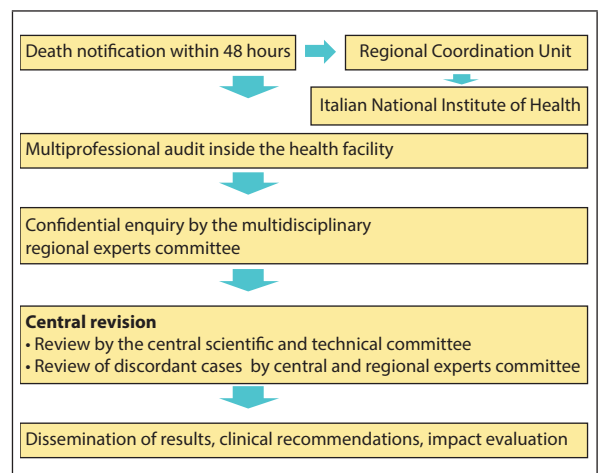 Death notification within 48 hours
Regional Coordination Unit
Italian National Institute of Health
Multiprofessional audit inside the health facility
Confidential enquiry by the multidisciplinary
regional experts committee
Central revision
• Review by the central scientific and technical committee
• Review of discordant cases by central and regional experts committee
Dissemination of results, clinical recommendations, impact evaluation